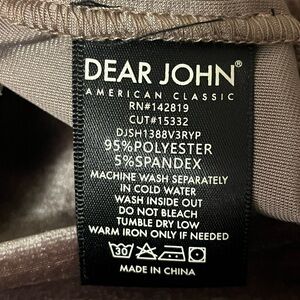 DEAR JOHN®
AMERICAN CLASSIC
RN#142819
CUT#15332
DJSH1388V3RYP
95%POLYESTER
5%SPANDEX
MACHINE WASH SEPARATELY
IN COLD WATER
WASH INSIDE OUT
DO NOT BLEACH
TUMBLE DRY LOW
WARM IRON ONLY IF NEEDED
30
MADE IN CHINA